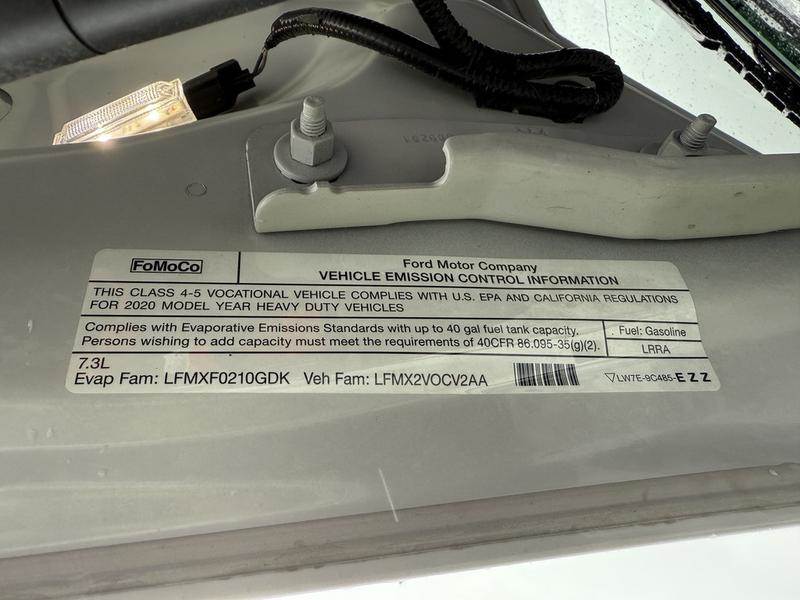 FoMoCo
Ford Motor Company
VEHICLE EMISSION CONTROL INFORMATION
THIS CLASS 4-5 VOCATIONAL VEHICLE COMPLIES WITH U.S. EPA AND CALIFORNIA REGULATIONS
FOR 2020 MODEL YEAR HEAVY DUTY VEHICLES
Complies with Evaporative Emissions Standards with up to 40 gal fuel tank capacity.
Persons wishing to add capacity must meet the requirements of 40CFR 86.095-35(g)(2).
Fuel: Gasoline
LRRA
7.3L
Evap Fam: LFMXF0210GDK Veh Fam: LFMX2VOCV2AA
LW7E-9C485-EZZ